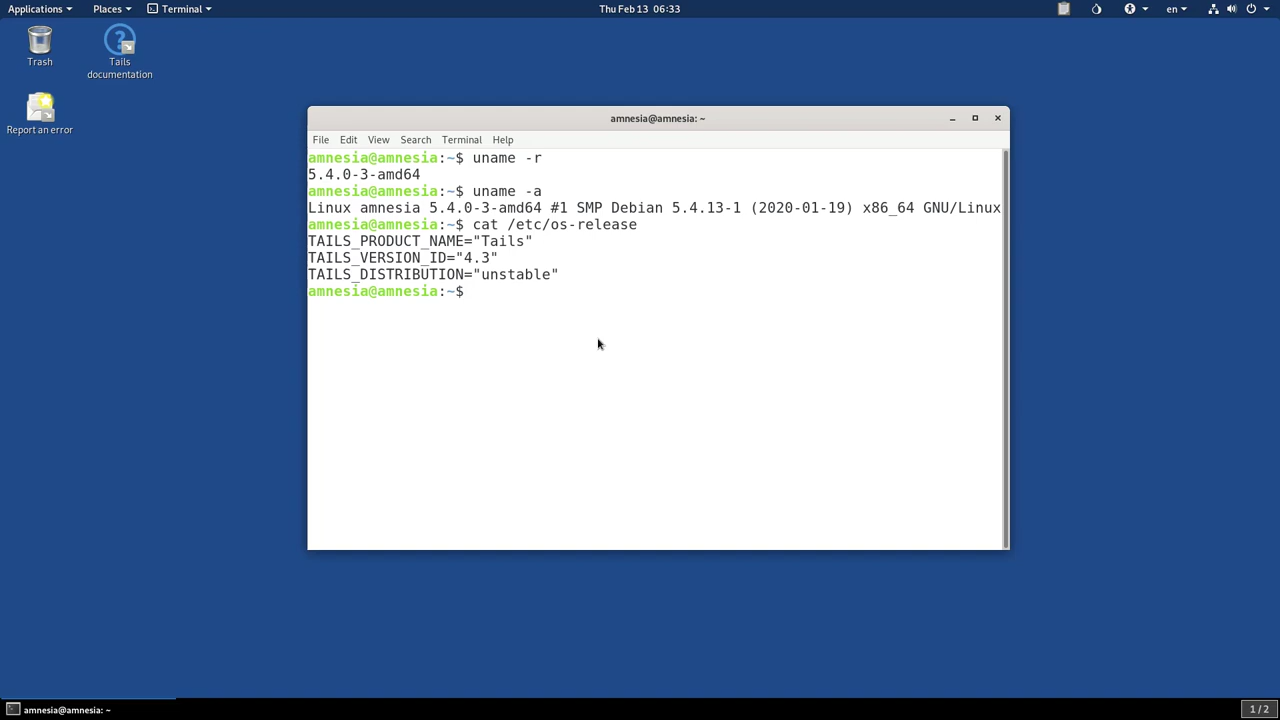 Applications Places Terminal Thu Feb 13 06:33 en
Trash
Tails
documentation
Report an error
amnesia@amnesia: ~
File Edit View Search Terminal Help
amnesia@amnesia:~$ uname -r
5.4.0-3-amd64
amnesia@amnesia:~$ uname -a
Linux amnesia 5.4.0-3-amd64 #1 SMP Debian 5.4.13-1 (2020-01-19) x86_64 GNU/Linux
amnesia@amnesia:~$ cat /etc/os-release
TAILS_PRODUCT_NAME="Tails"
TAILS_VERSION_ID="4.3"
TAILS_DISTRIBUTION="unstable"
amnesia@amnesia:~$
amnesia@amnesia: ~ 1 / 2